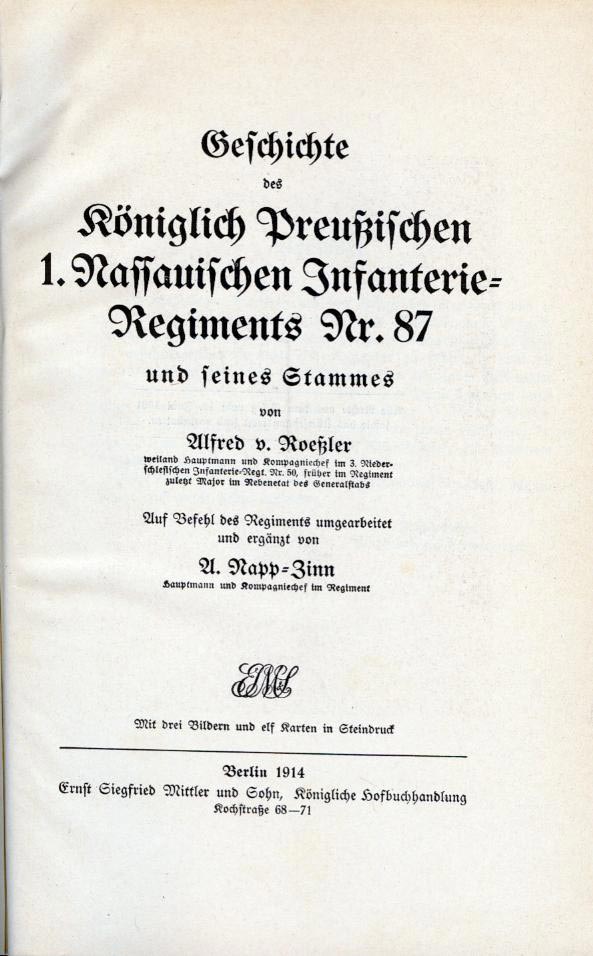 Geſchichte
des
Königlich Preußiſchen
1. Naſſauiſchen Infanterie-
Regiments Nr. 87
und ſeines Stammes
von
Alfred v. Roeßler
weiland Hauptmann und Kompagniechef im 3. Nieder-
ſchleſiſchen Infanterie-Regt. Nr. 50, früher im Regiment
zuletzt Major im Nebenetat des Generalſtabs
Auf Befehl des Regiments umgearbeitet
und ergänzt von
A. Napp-Zinn
Hauptmann und Kompagniechef im Regiment
Mit drei Bildern und elf Karten in Steindruck
Berlin 1914
Ernſt Siegfried Mittler und Sohn, Königliche Hofbuchhandlung
Kochſtraße 68—71